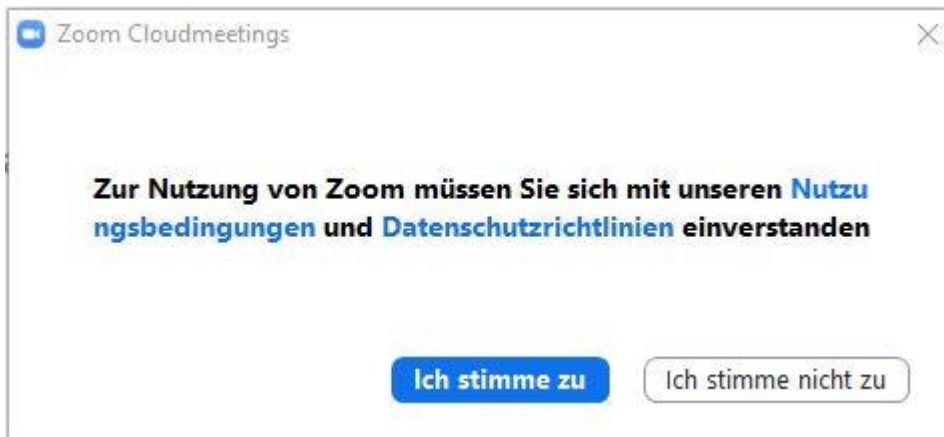 Zoom Cloudmeetings
Zur Nutzung von Zoom müssen Sie sich mit unseren Nutzu
ngsbedingungen und Datenschutzrichtlinien einverstanden
Ich stimme zu
Ich stimme nicht zu